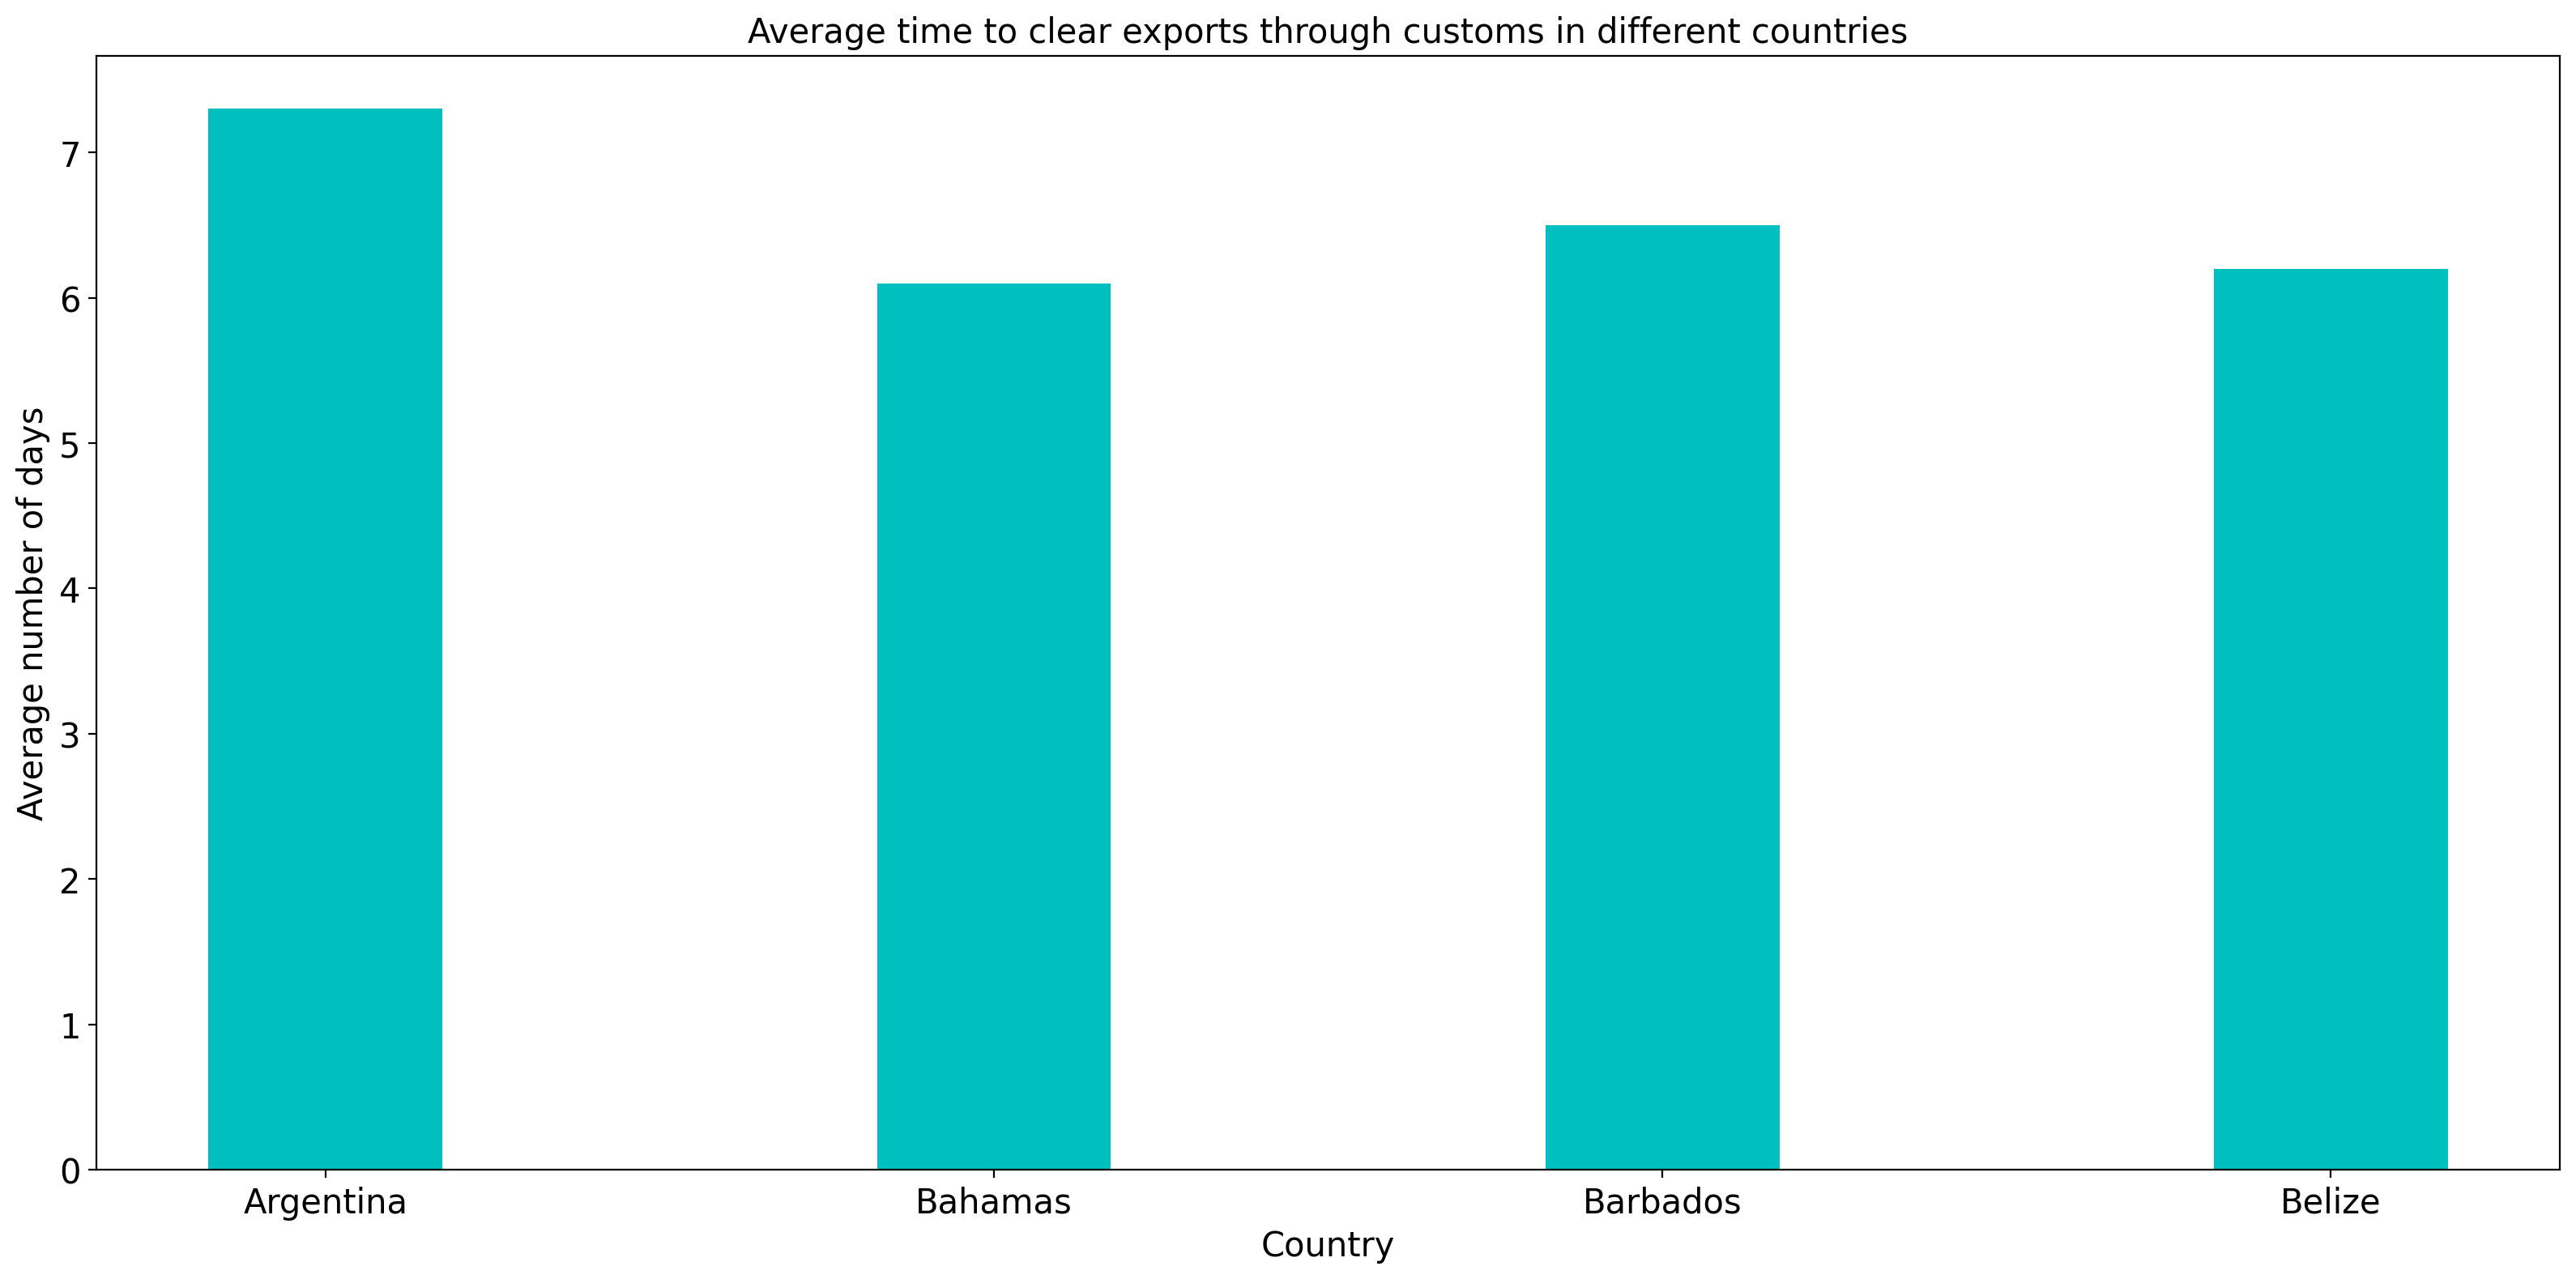 Average time to clear exports through customs in different countries
Average number of days
7
6
5
4
3
2
1
0
Argentina Bahamas Barbados Belize
Country